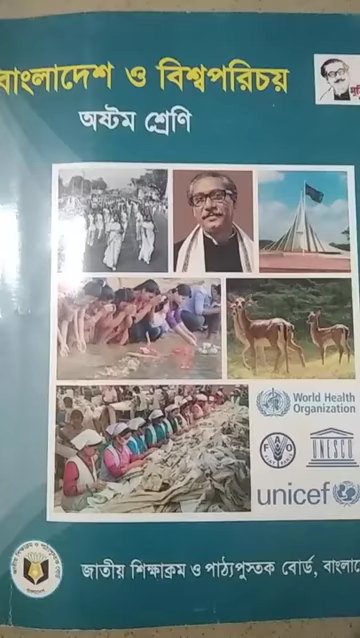 বাংলাদেশ ও বিশ্বপরিচয়
অষ্টম শ্রেণি
World Health
Organization
F A O
UNESCO
unicef
জাতীয় শিক্ষাক্রম ও পাঠ্যপুস্তক বোর্ড,